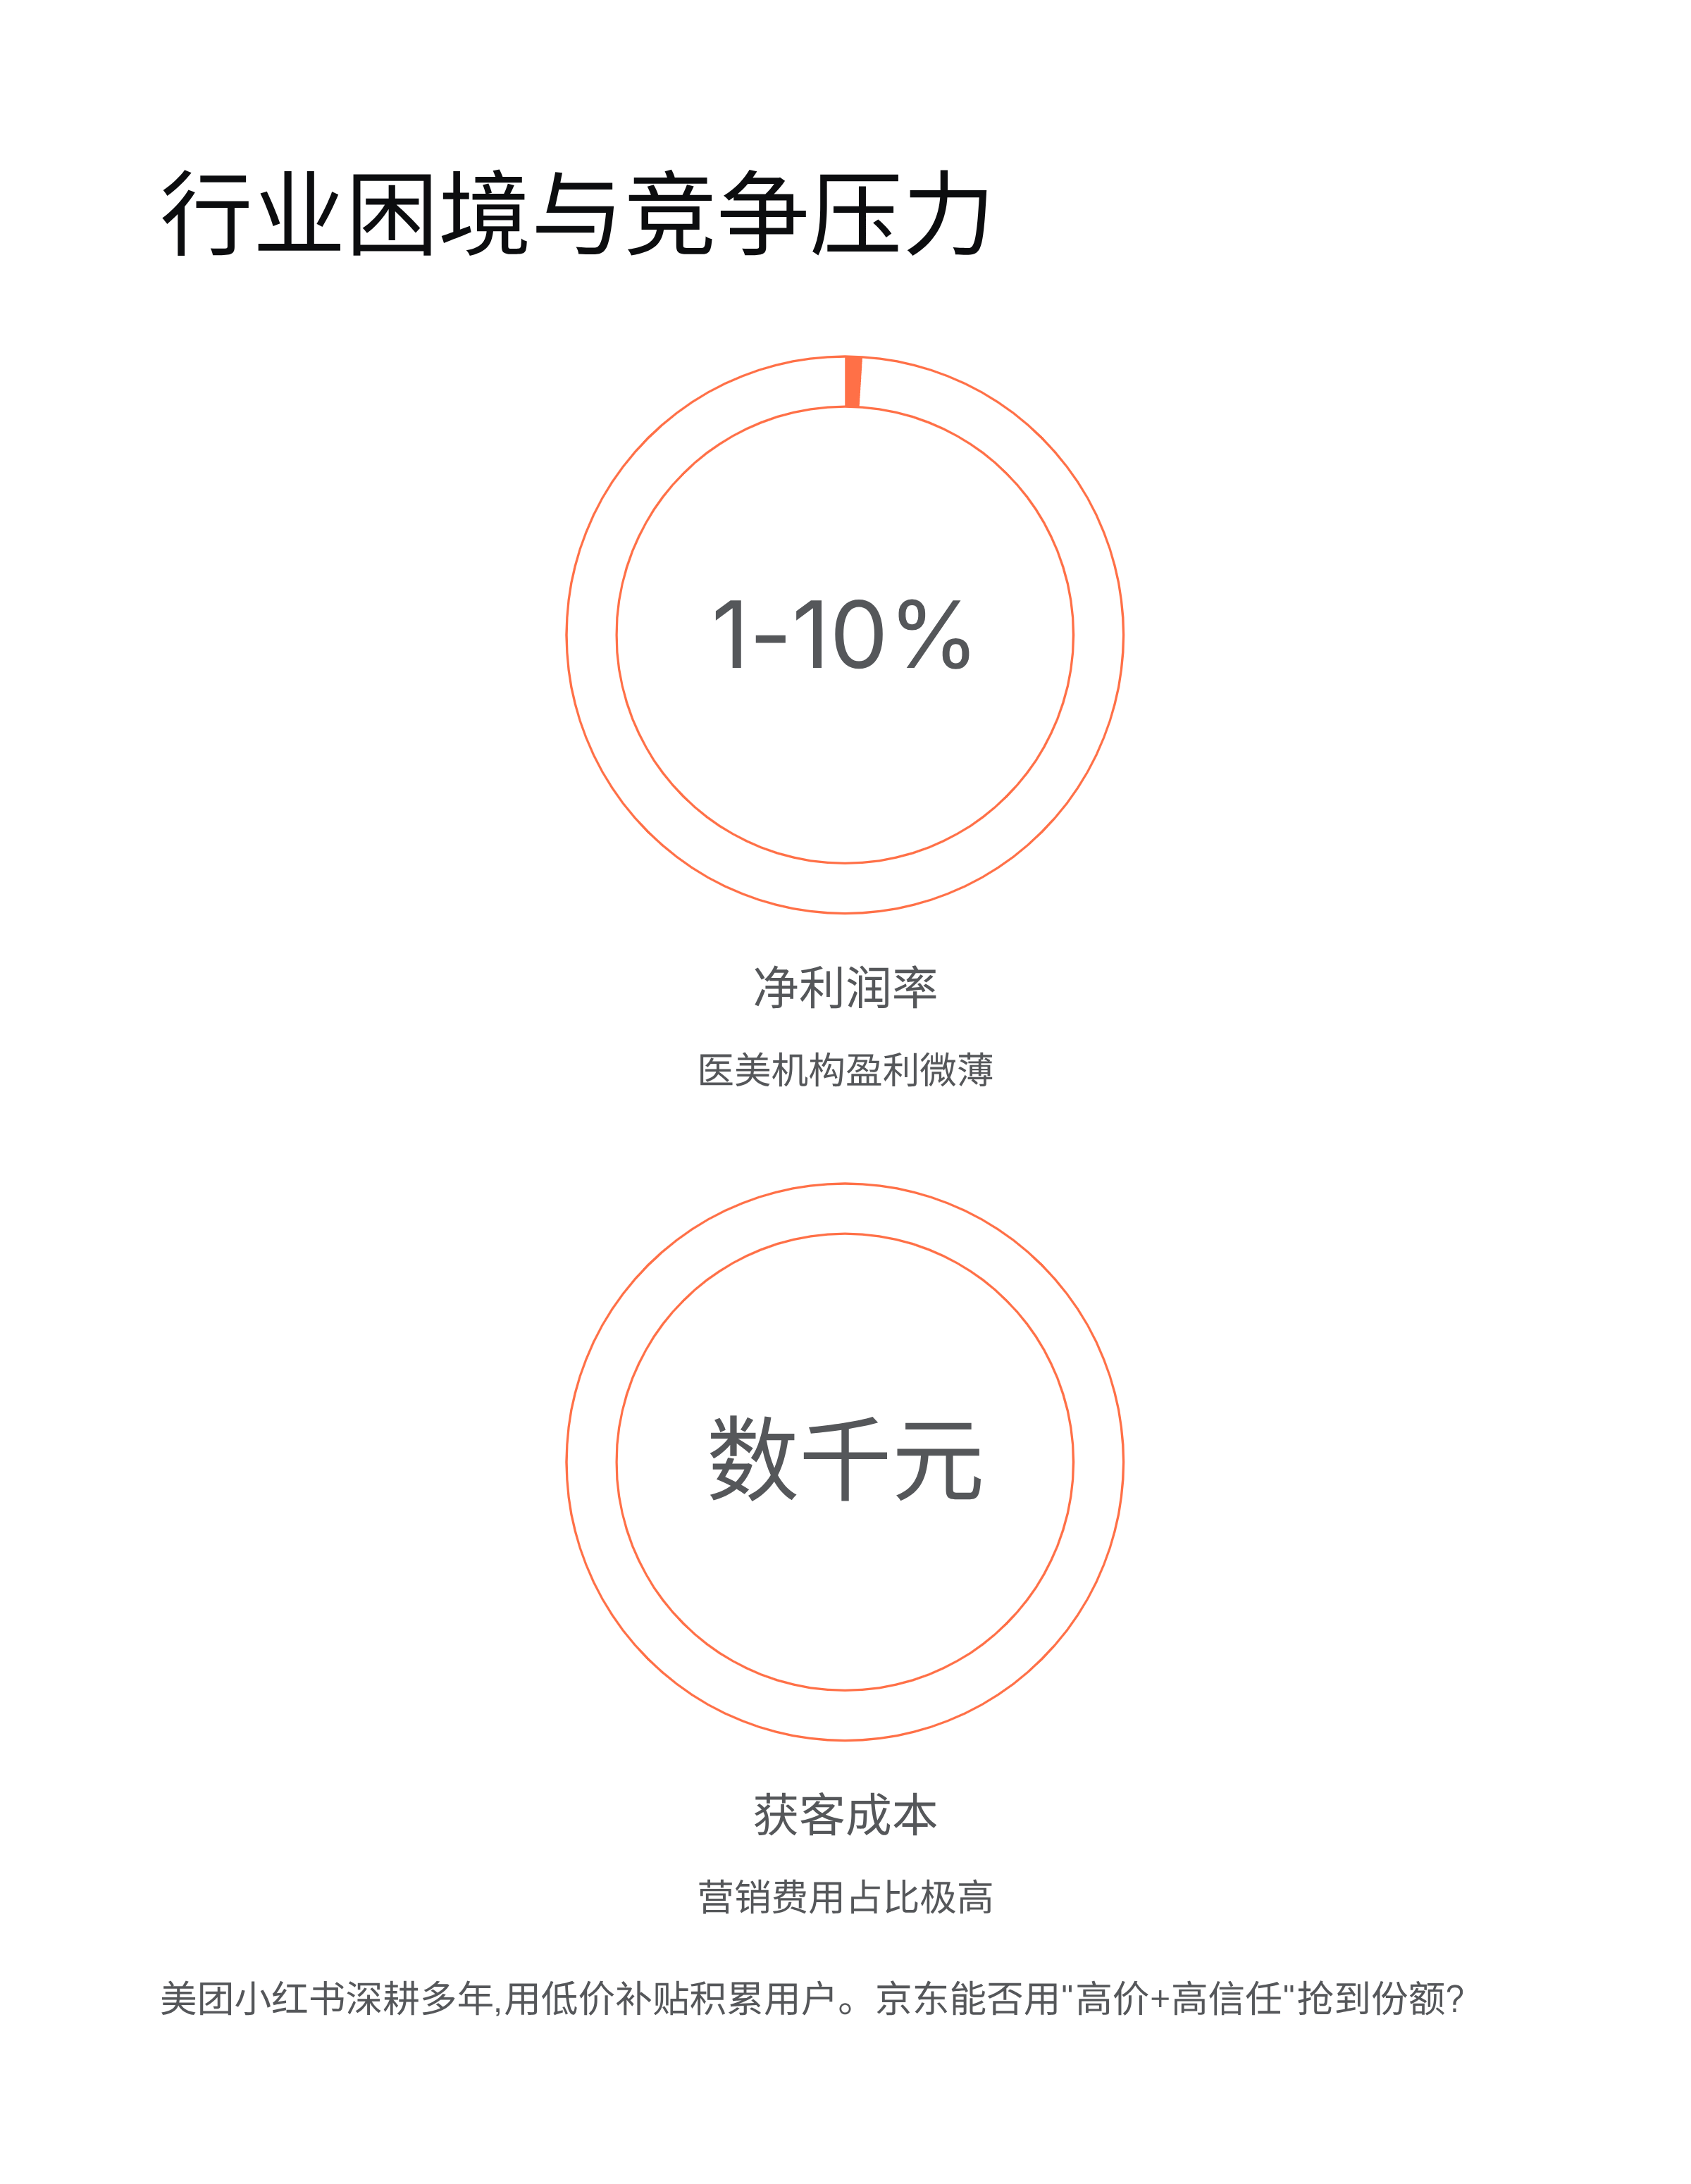 行业困境与竞争压力
1-10%
净利润率
医美机构盈利微薄
数千元
获客成本
营销费用占比极高
美团小红书深耕多年,用低价补贴积累用户。京东能否用"高价+高信任"抢到份额?